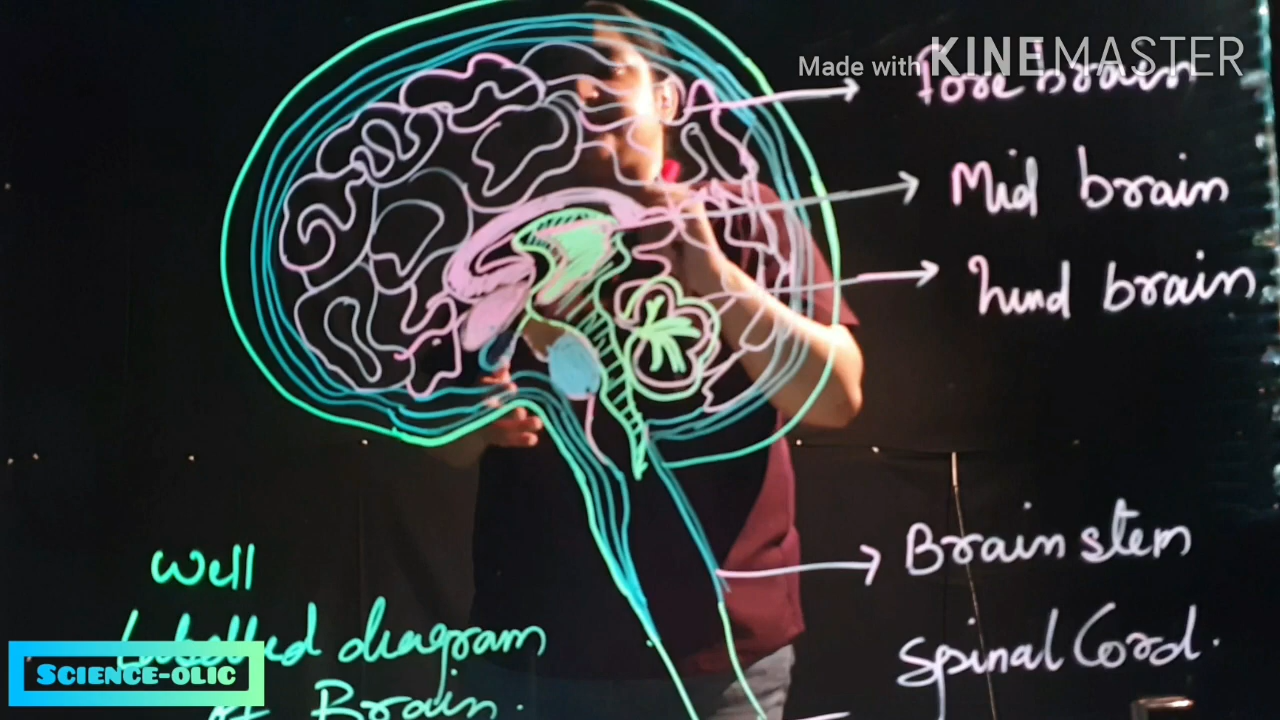 Made with KINEMASTER
fore brain
Mid brain
hind brain
Brain stem
Spinal Cord.
Well
Labelled diagram
of Brain.
SCIENCE-OLIC